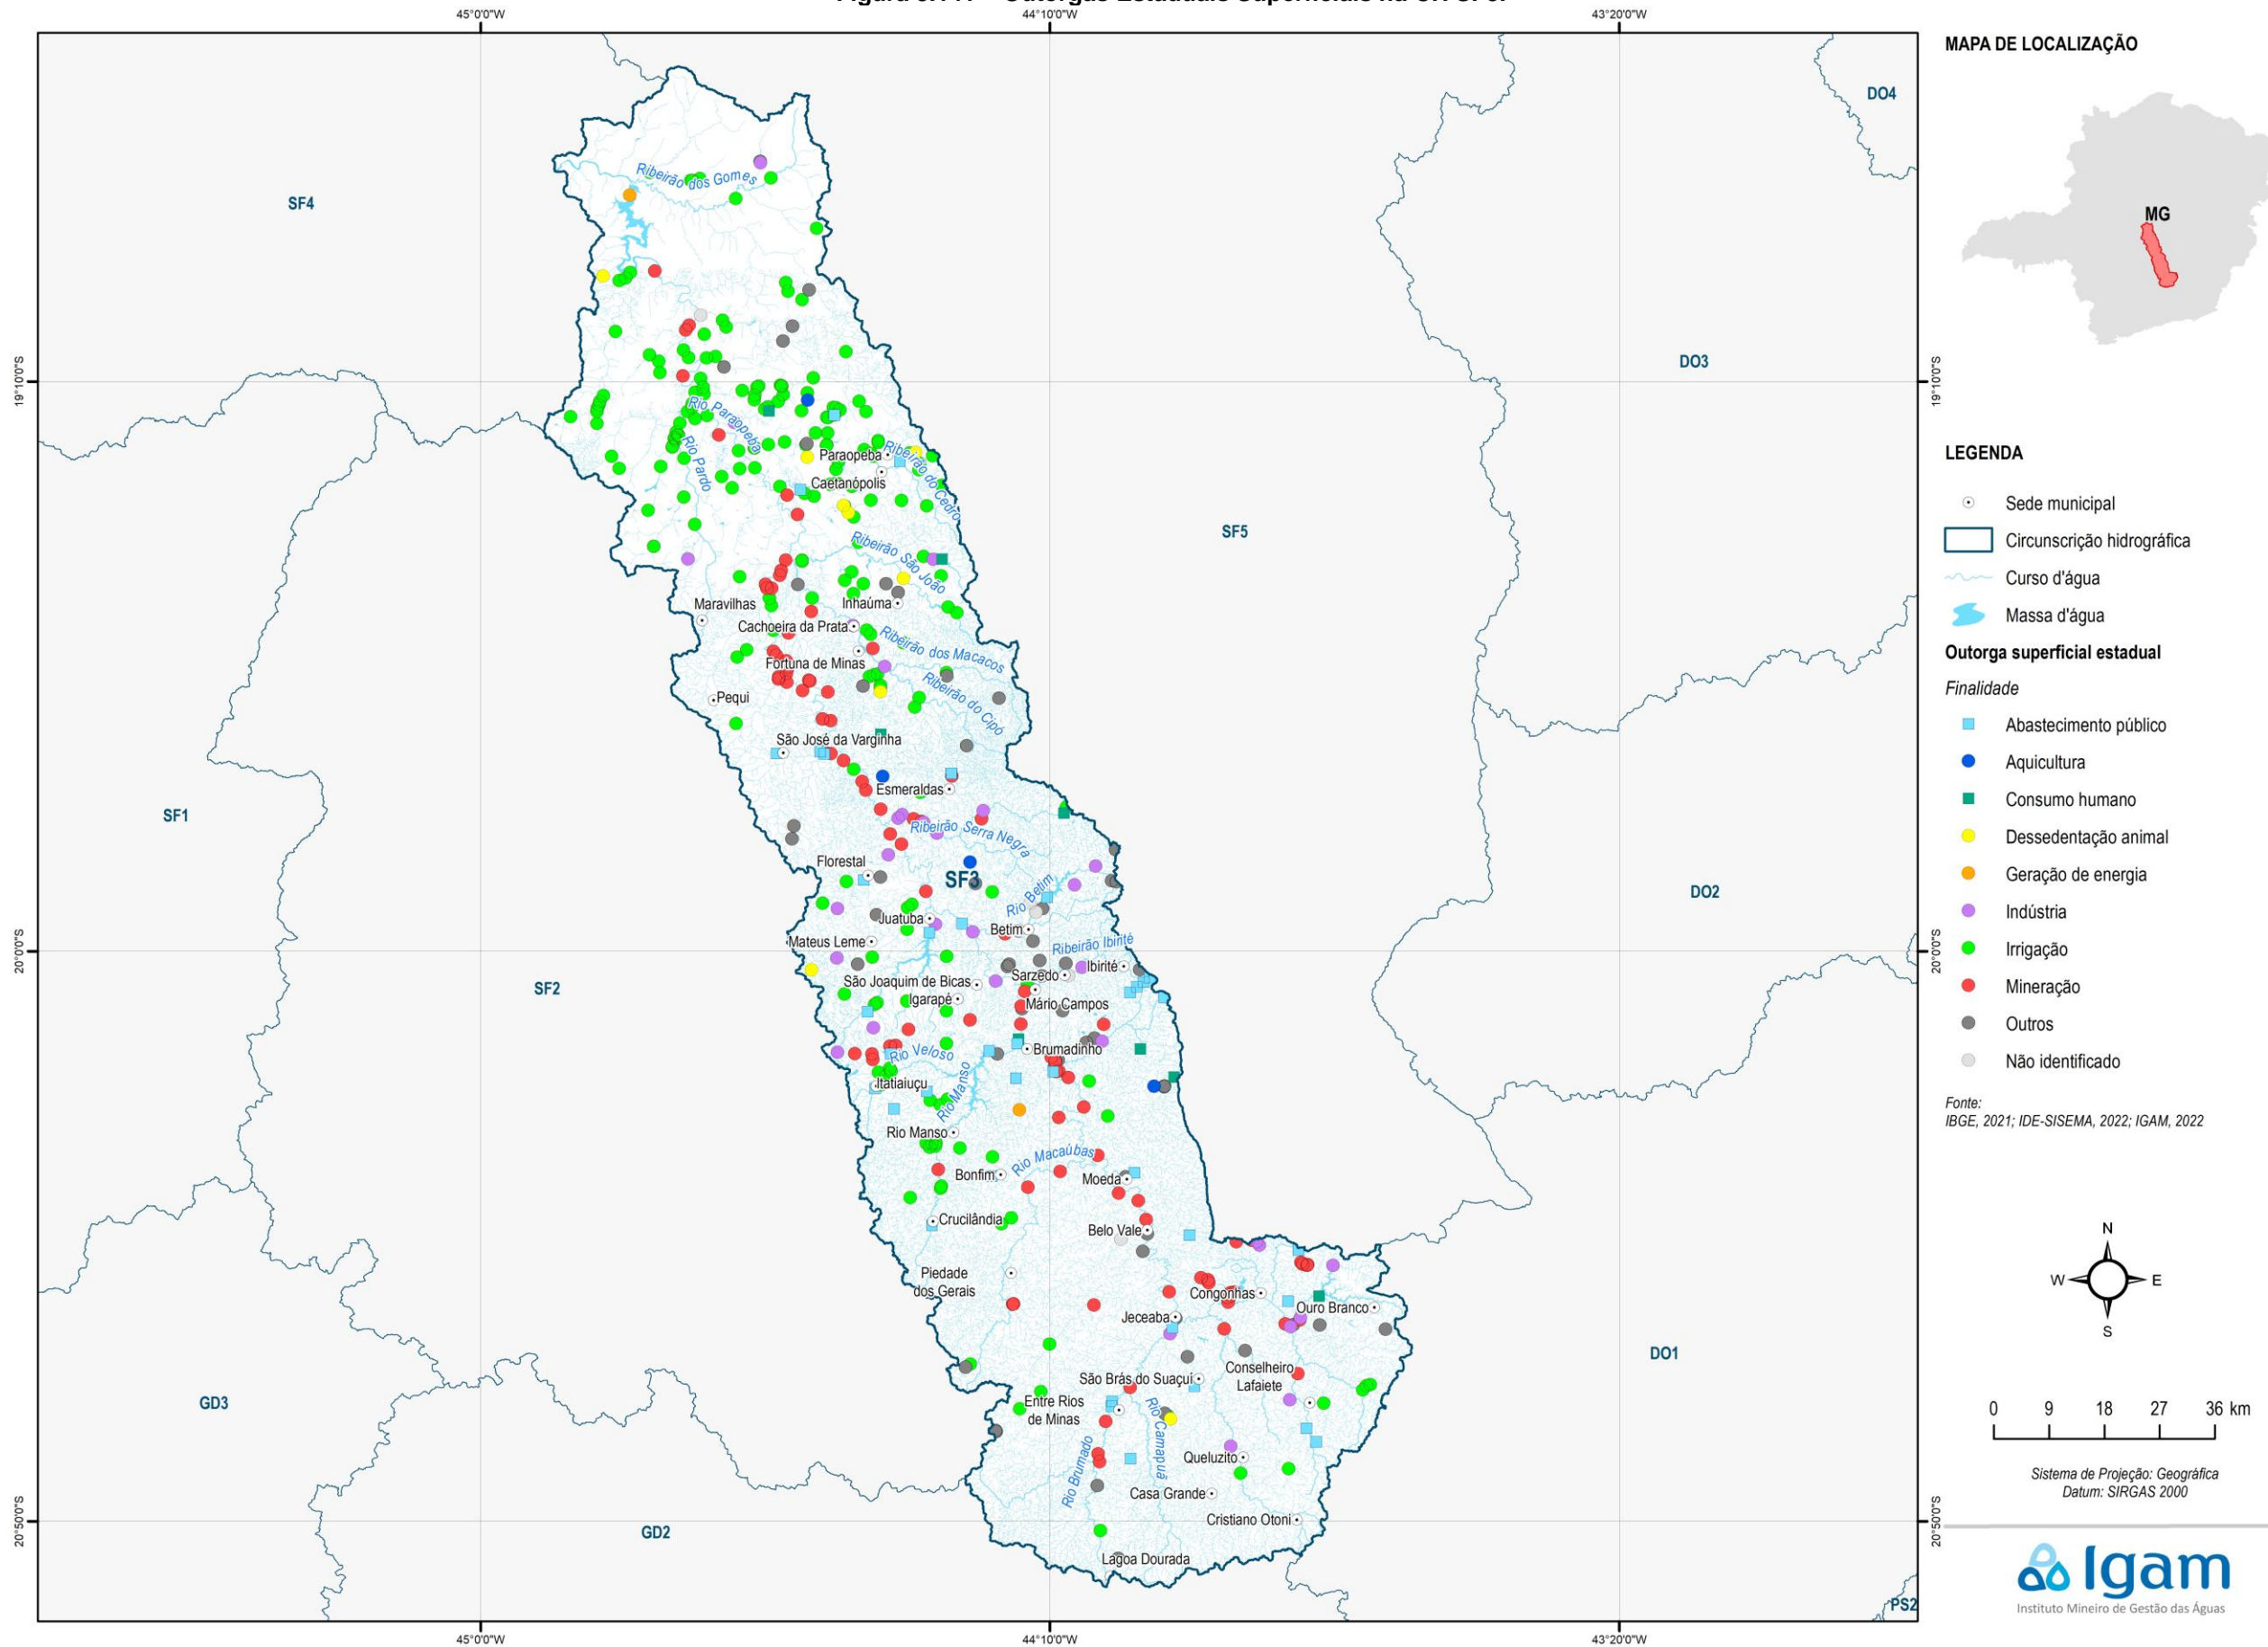 45°0'0"W 44°10'0"W 43°20'0"W
MAPA DE LOCALIZAÇÃO
MG
DO4
SF4
DO3
SF5
SF1
SF3
DO2
SF2
DO1
GD3
GD2
PS2
19°10'0"S 19°10'0"S
20°0'0"S 20°0'0"S
20°50'0"S 20°50'0"S
Ribeirão dos Gomes
Rio Paraopeba
Rio Pardo
Paraopeba
Ribeirão do Cedro
Caetanópolis
Ribeirão São João
Maravilhas
Inhaúma
Cachoeira da Prata
Ribeirão dos Macacos
Fortuna de Minas
Ribeirão do Cipó
Pequi
São José da Varginha
Esmeraldas
Ribeirão Serra Negra
Florestal
Rio Betim
Juatuba
Betim
Mateus Leme
Ribeirão Ibirité
Ibirité
Sarzedo
São Joaquim de Bicas
Igarapé
Mário Campos
Brumadinho
Rio Veloso
Itatiaiuçu
Rio Manso
Rio Manso
Rio Macaúbas
Bonfim
Moeda
Crucilândia
Belo Vale
Piedade
dos Gerais
Congonhas
Ouro Branco
Jeceaba
Conselheiro
Lafaiete
São Brás do Suaçuí
Entre Rios
de Minas
Rio Camapuã
Rio Brumado
Queluzito
Casa Grande
Cristiano Otoni
Lagoa Dourada
45°0'0"W 44°10'0"W 43°20'0"W
LEGENDA
Sede municipal
Circunscrição hidrográfica
Curso d'água
Massa d'água
Outorga superficial estadual
Finalidade
Abastecimento público
Aquicultura
Consumo humano
Dessedentação animal
Geração de energia
Indústria
Irrigação
Mineração
Outros
Não identificado
Fonte:
IBGE, 2021; IDE-SISEMA, 2022; IGAM, 2022
N
W E
S
0 9 18 27 36 km
Sistema de Projeção: Geográfica
Datum: SIRGAS 2000
Igam
Instituto Mineiro de Gestão das Águas